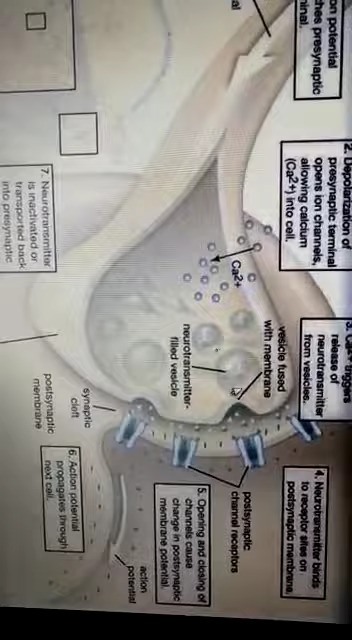 on potential
hes presynaptic
inal.
al
2. Depolarization of
presynaptic terminal
opens ion channels,
allowing calcium
(Ca2+) into cell.
3. Ca2+ triggers
release of
neurotransmitter
from vesicles.
4. Neurotransmitter binds
to receptor sites on
postsynaptic membrane.
Ca2+
vesicle fused
with membrane
neurotransmitter-
filled vesicle
postsynaptic
channel receptors
5. Opening and closing of
channels cause
change in postsynaptic
membrane potential.
synaptic
cleft
action
potential
postsynaptic
membrane
6. Action potential
propagates through
next cell.
7. Neurotransmitter
is inactivated or
transported back
into presynaptic